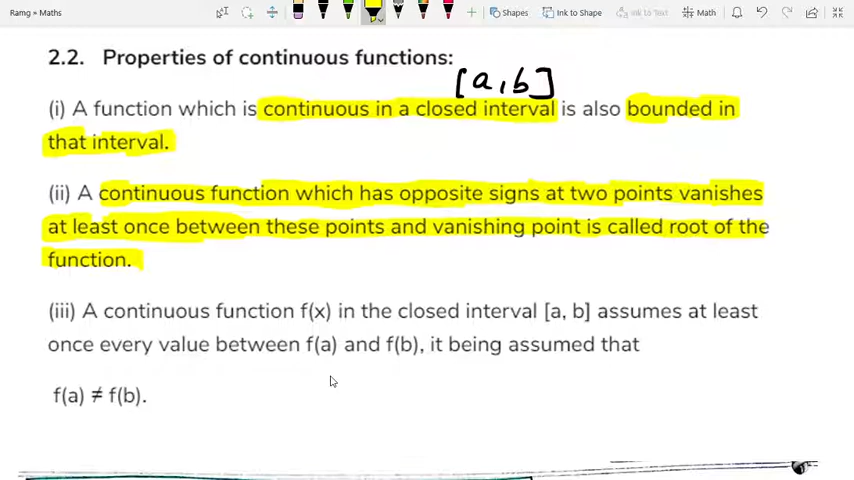 Ramg » Maths
Shapes Ink to Shape Ink to Text Math
2.2. Properties of continuous functions:
[a,b]
(i) A function which is continuous in a closed interval is also bounded in
that interval.
(ii) A continuous function which has opposite signs at two points vanishes
at least once between these points and vanishing point is called root of the
function.
(iii) A continuous function f(x) in the closed interval [a, b] assumes at least
once every value between f(a) and f(b), it being assumed that
f(a) ≠ f(b).